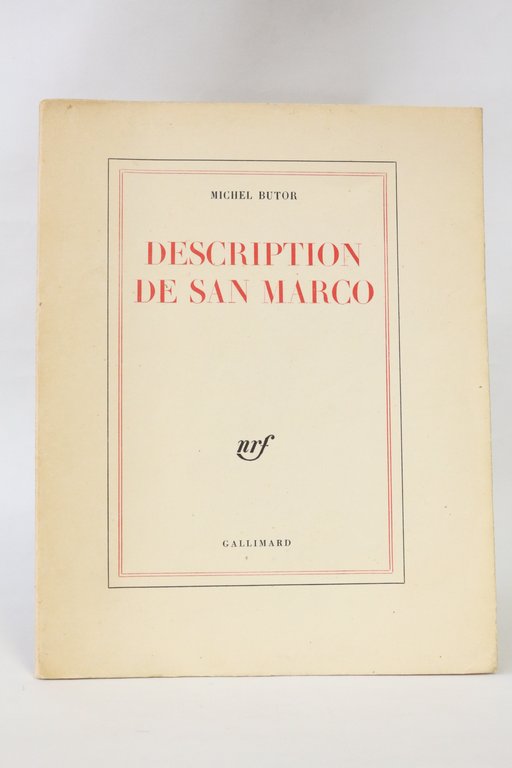 MICHEL BUTOR
DESCRIPTION
DE SAN MARCO
nrf
GALLIMARD